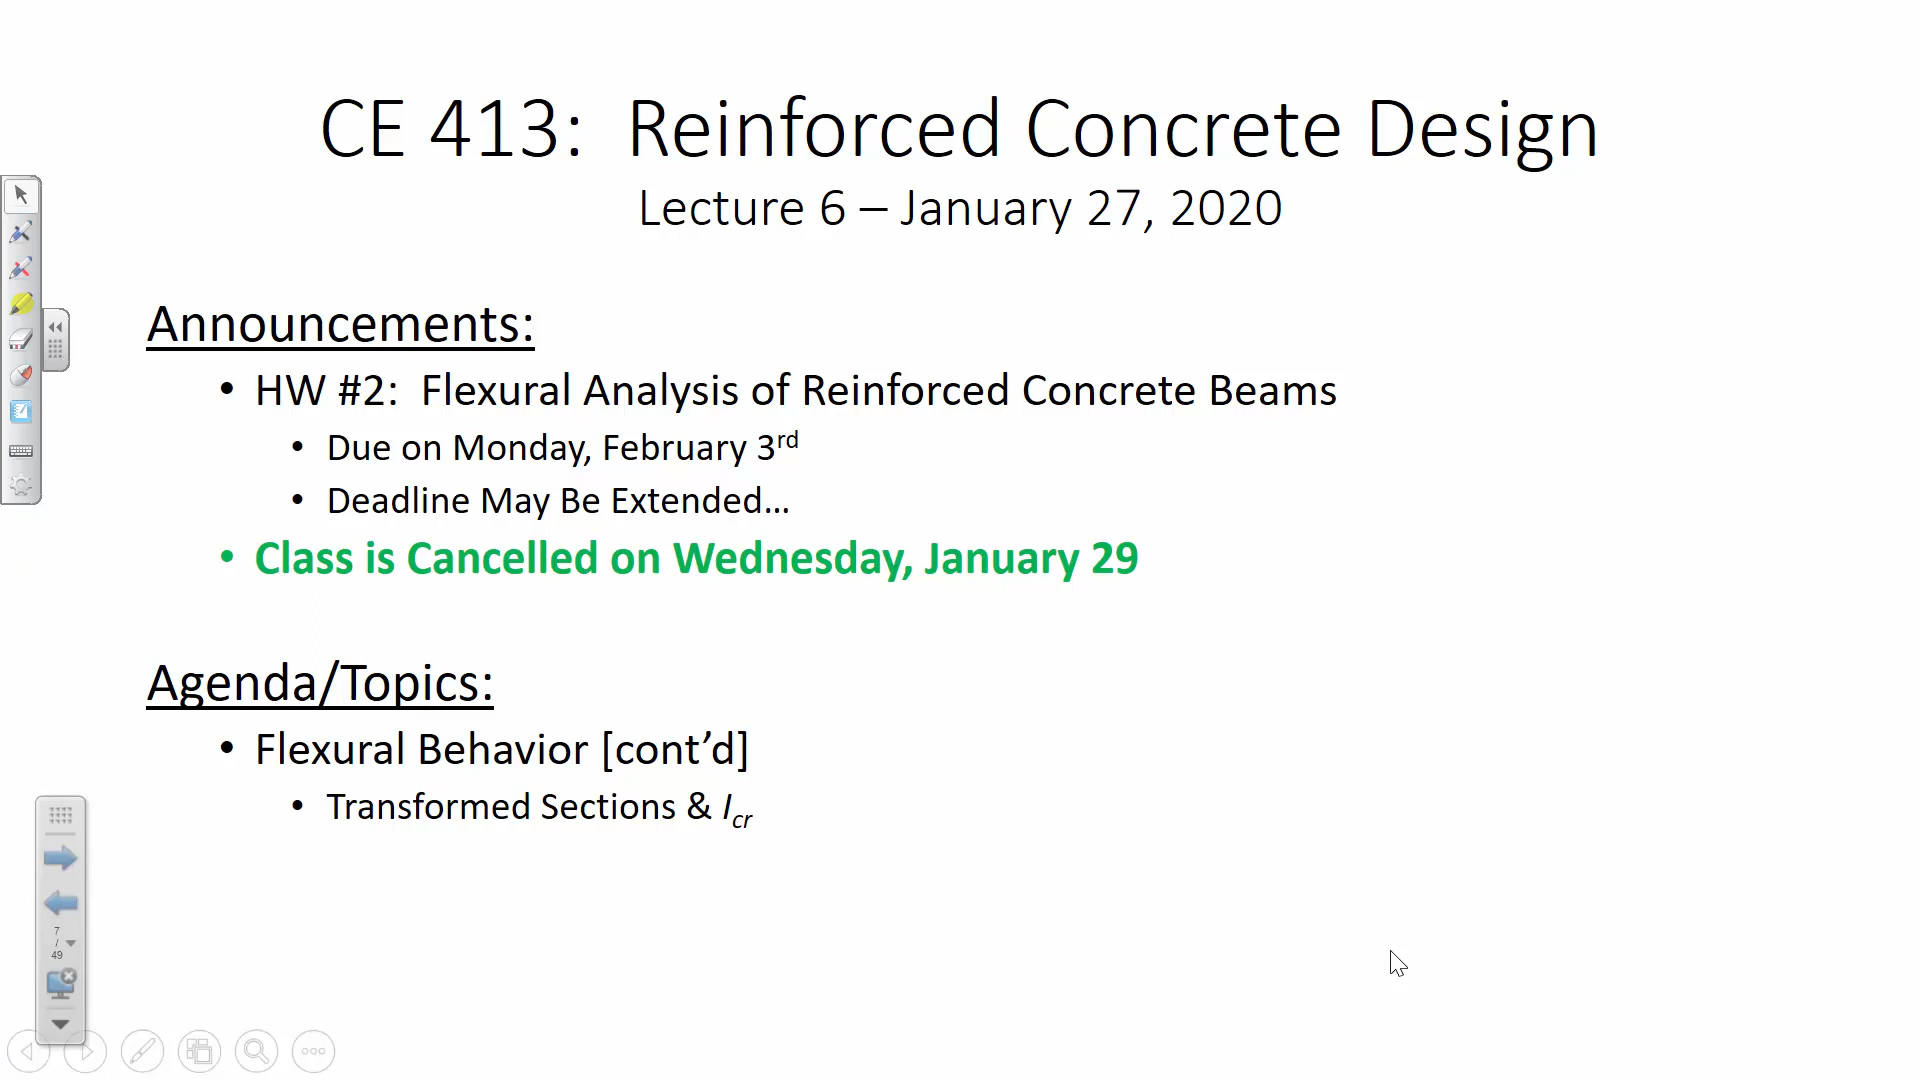 CE 413: Reinforced Concrete Design
Lecture 6 – January 27, 2020
Announcements:
• HW #2: Flexural Analysis of Reinforced Concrete Beams
• Due on Monday, February 3rd
• Deadline May Be Extended…
• Class is Cancelled on Wednesday, January 29
Agenda/Topics:
• Flexural Behavior [cont’d]
• Transformed Sections & Icr
7
/
49